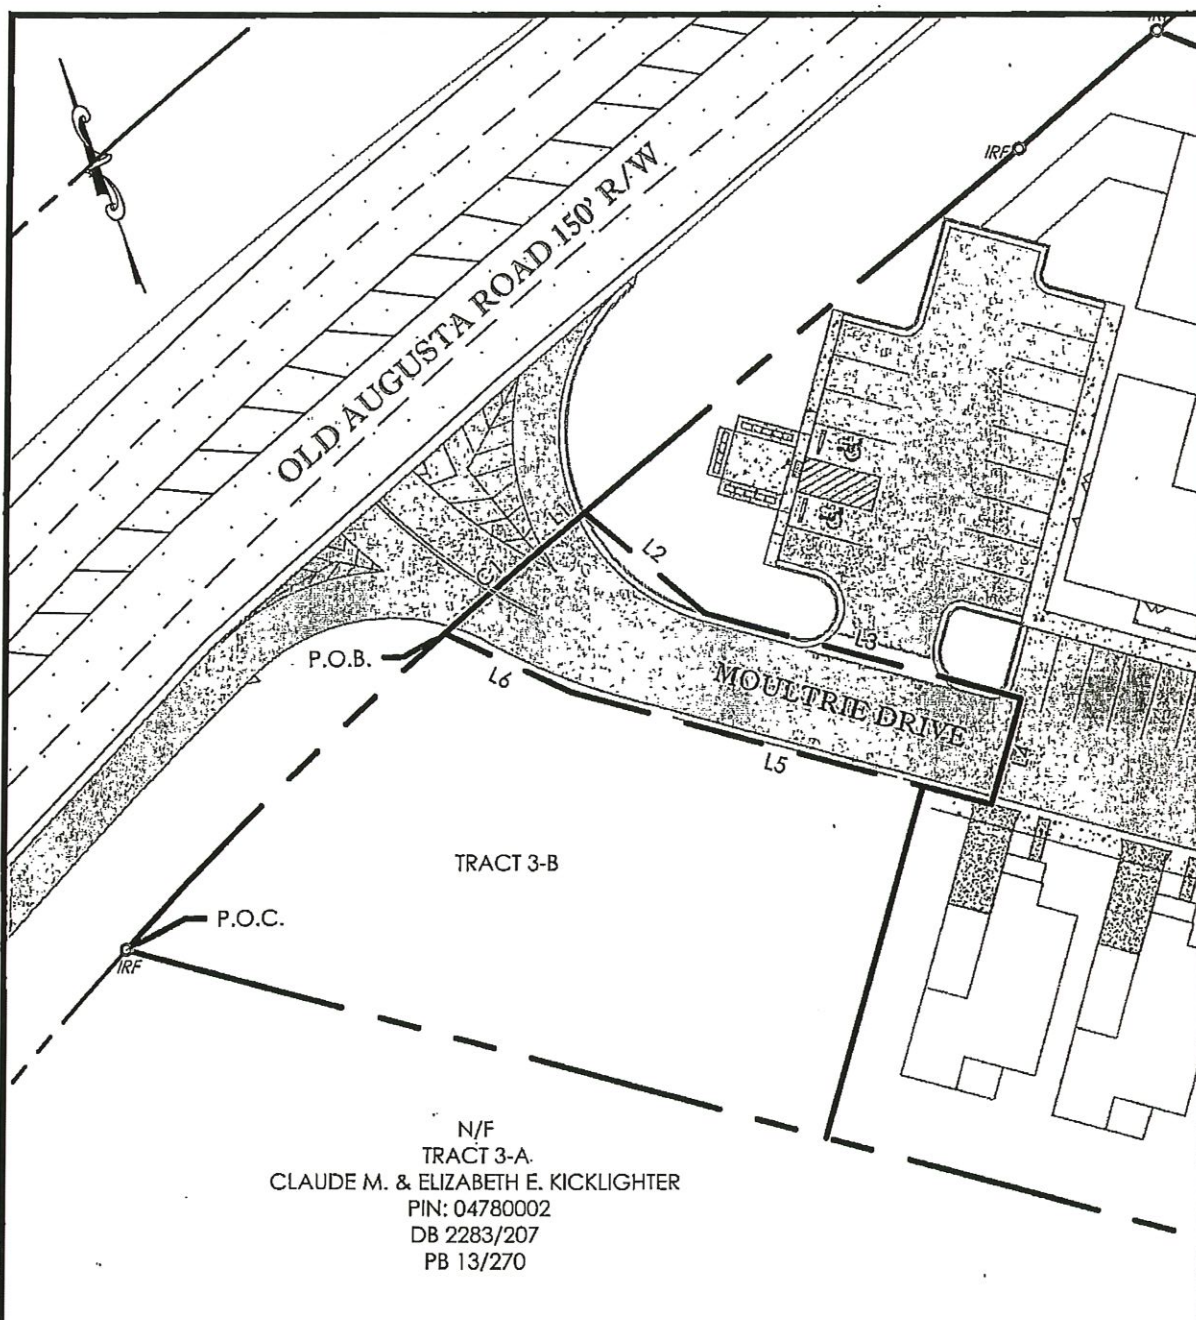 IRF
IRF
OLD AUGUSTA ROAD 150' R/W
L2
C1
L3
P.O.B.
L6
MOULTRIE DRIVE
L4
L5
TRACT 3-B
P.O.C.
IRF
N/F
TRACT 3-A
CLAUDE M. & ELIZABETH E. KICKLIGHTER
PIN: 04780002
DB 2283/207
PB 13/270